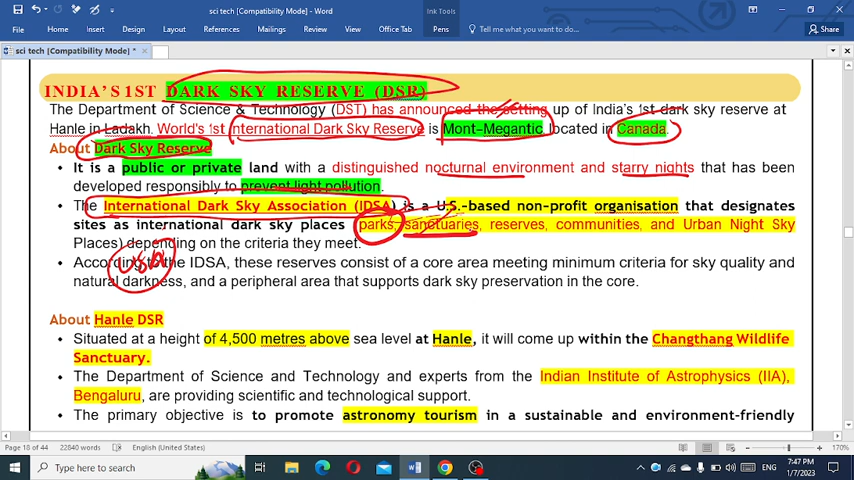 sci tech [Compatibility Mode] - Word
Ink Tools
File Home Insert Design Layout References Mailings Review View Office Tab Pen Tell me what you want to do... Share
sci tech [Compatibility Mode] *
INDIA'S 1ST DARK SKY RESERVE (DSR)
The Department of Science & Technology (DST) has announced the setting up of India's 1st dark sky reserve at
Hanle in Ladakh. World's 1st International Dark Sky Reserve is Mont-Megantic located in Canada.
About Dark Sky Reserve
It is a public or private land with a distinguished nocturnal environment and starry nights that has been
developed responsibly to prevent light pollution.
The International Dark Sky Association (IDSA) is a U.S.-based non-profit organisation that designates
sites as international dark sky places (parks, sanctuaries, reserves, communities, and Urban Night Sky
Places) depending on the criteria they meet.
USA
According to the IDSA, these reserves consist of a core area meeting minimum criteria for sky quality and
natural darkness, and a peripheral area that supports dark sky preservation in the core.
About Hanle DSR
Situated at a height of 4,500 metres above sea level at Hanle, it will come up within the Changthang Wildlife
Sanctuary.
The Department of Science and Technology and experts from the Indian Institute of Astrophysics (IIA),
Bengaluru, are providing scientific and technological support.
The primary objective is to promote astronomy tourism in a sustainable and environment-friendly
Page 18 of 44 22840 words English (United States) 170%
Type here to search ENG 7:47 PM
1/7/2023